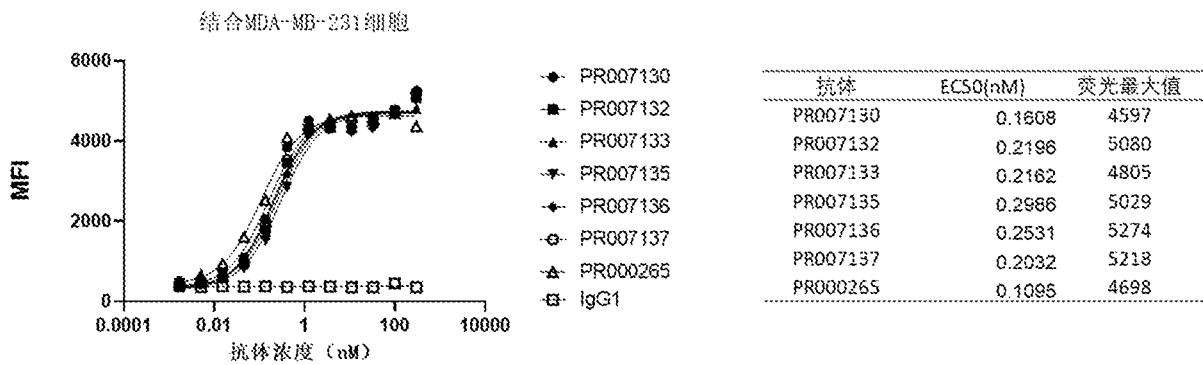 结合MDA-MB-231细胞
MFI
6000
4000
2000
0
0.0001
0.01
1
100
10000
抗体浓度（nM）
PR007130
PR007132
PR007133
PR007135
PR007136
PR007137
PR000265
IgG1
抗体 EC50(nM) 荧光最大值
PR007130 0.1608 4597
PR007132 0.2196 5080
PR007133 0.2162 4805
PR007135 0.2986 5029
PR007136 0.2531 5274
PR007137 0.2032 5218
PR000265 0.1095 4698